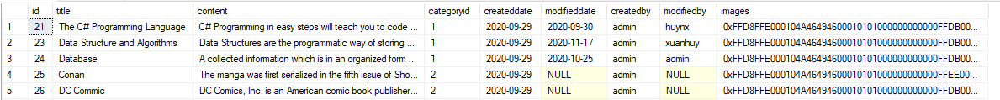 id title content categoryid createddate modifieddate createdby modifiedby images
1 21 The C# Programming Language C# Programming in easy steps will teach you to code ... 1 2020-09-29 2020-09-30 admin huynx 0xFFD8FFE000104A46494600010101000000000000FFDB00...
2 23 Data Structure and Algorithms Data Structures are the programmatic way of storing ... 1 2020-09-29 2020-11-17 admin xuanhuy 0xFFD8FFE000104A46494600010101000000000000FFDB00...
3 24 Database A collected information which is in an organized form ... 1 2020-09-29 2020-10-25 admin admin 0xFFD8FFE000104A46494600010101000000000000FFDB00...
4 25 Conan The manga was first serialized in the fifth issue of Sho... 2 2020-09-29 NULL admin NULL 0xFFD8FFE000104A46494600010101000000000000FFEE00...
5 26 DC Commic DC Comics, Inc. is an American comic book publisher... 2 2020-09-29 NULL admin NULL 0xFFD8FFE000104A46494600010101000000000000FFDB00...